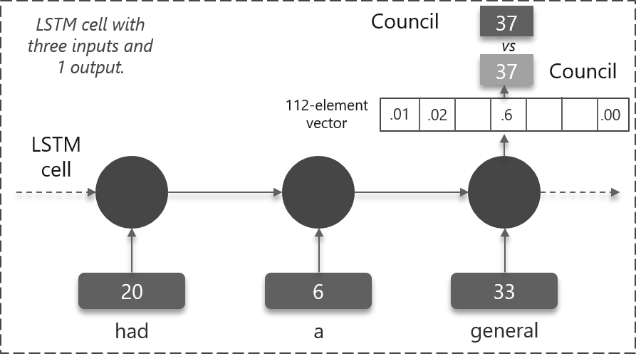 LSTM cell with
three inputs and
1 output.
Council 37
vs
37 Council
112-element
vector
.01 .02 .6 .00
LSTM
cell
20 6 33
had a general